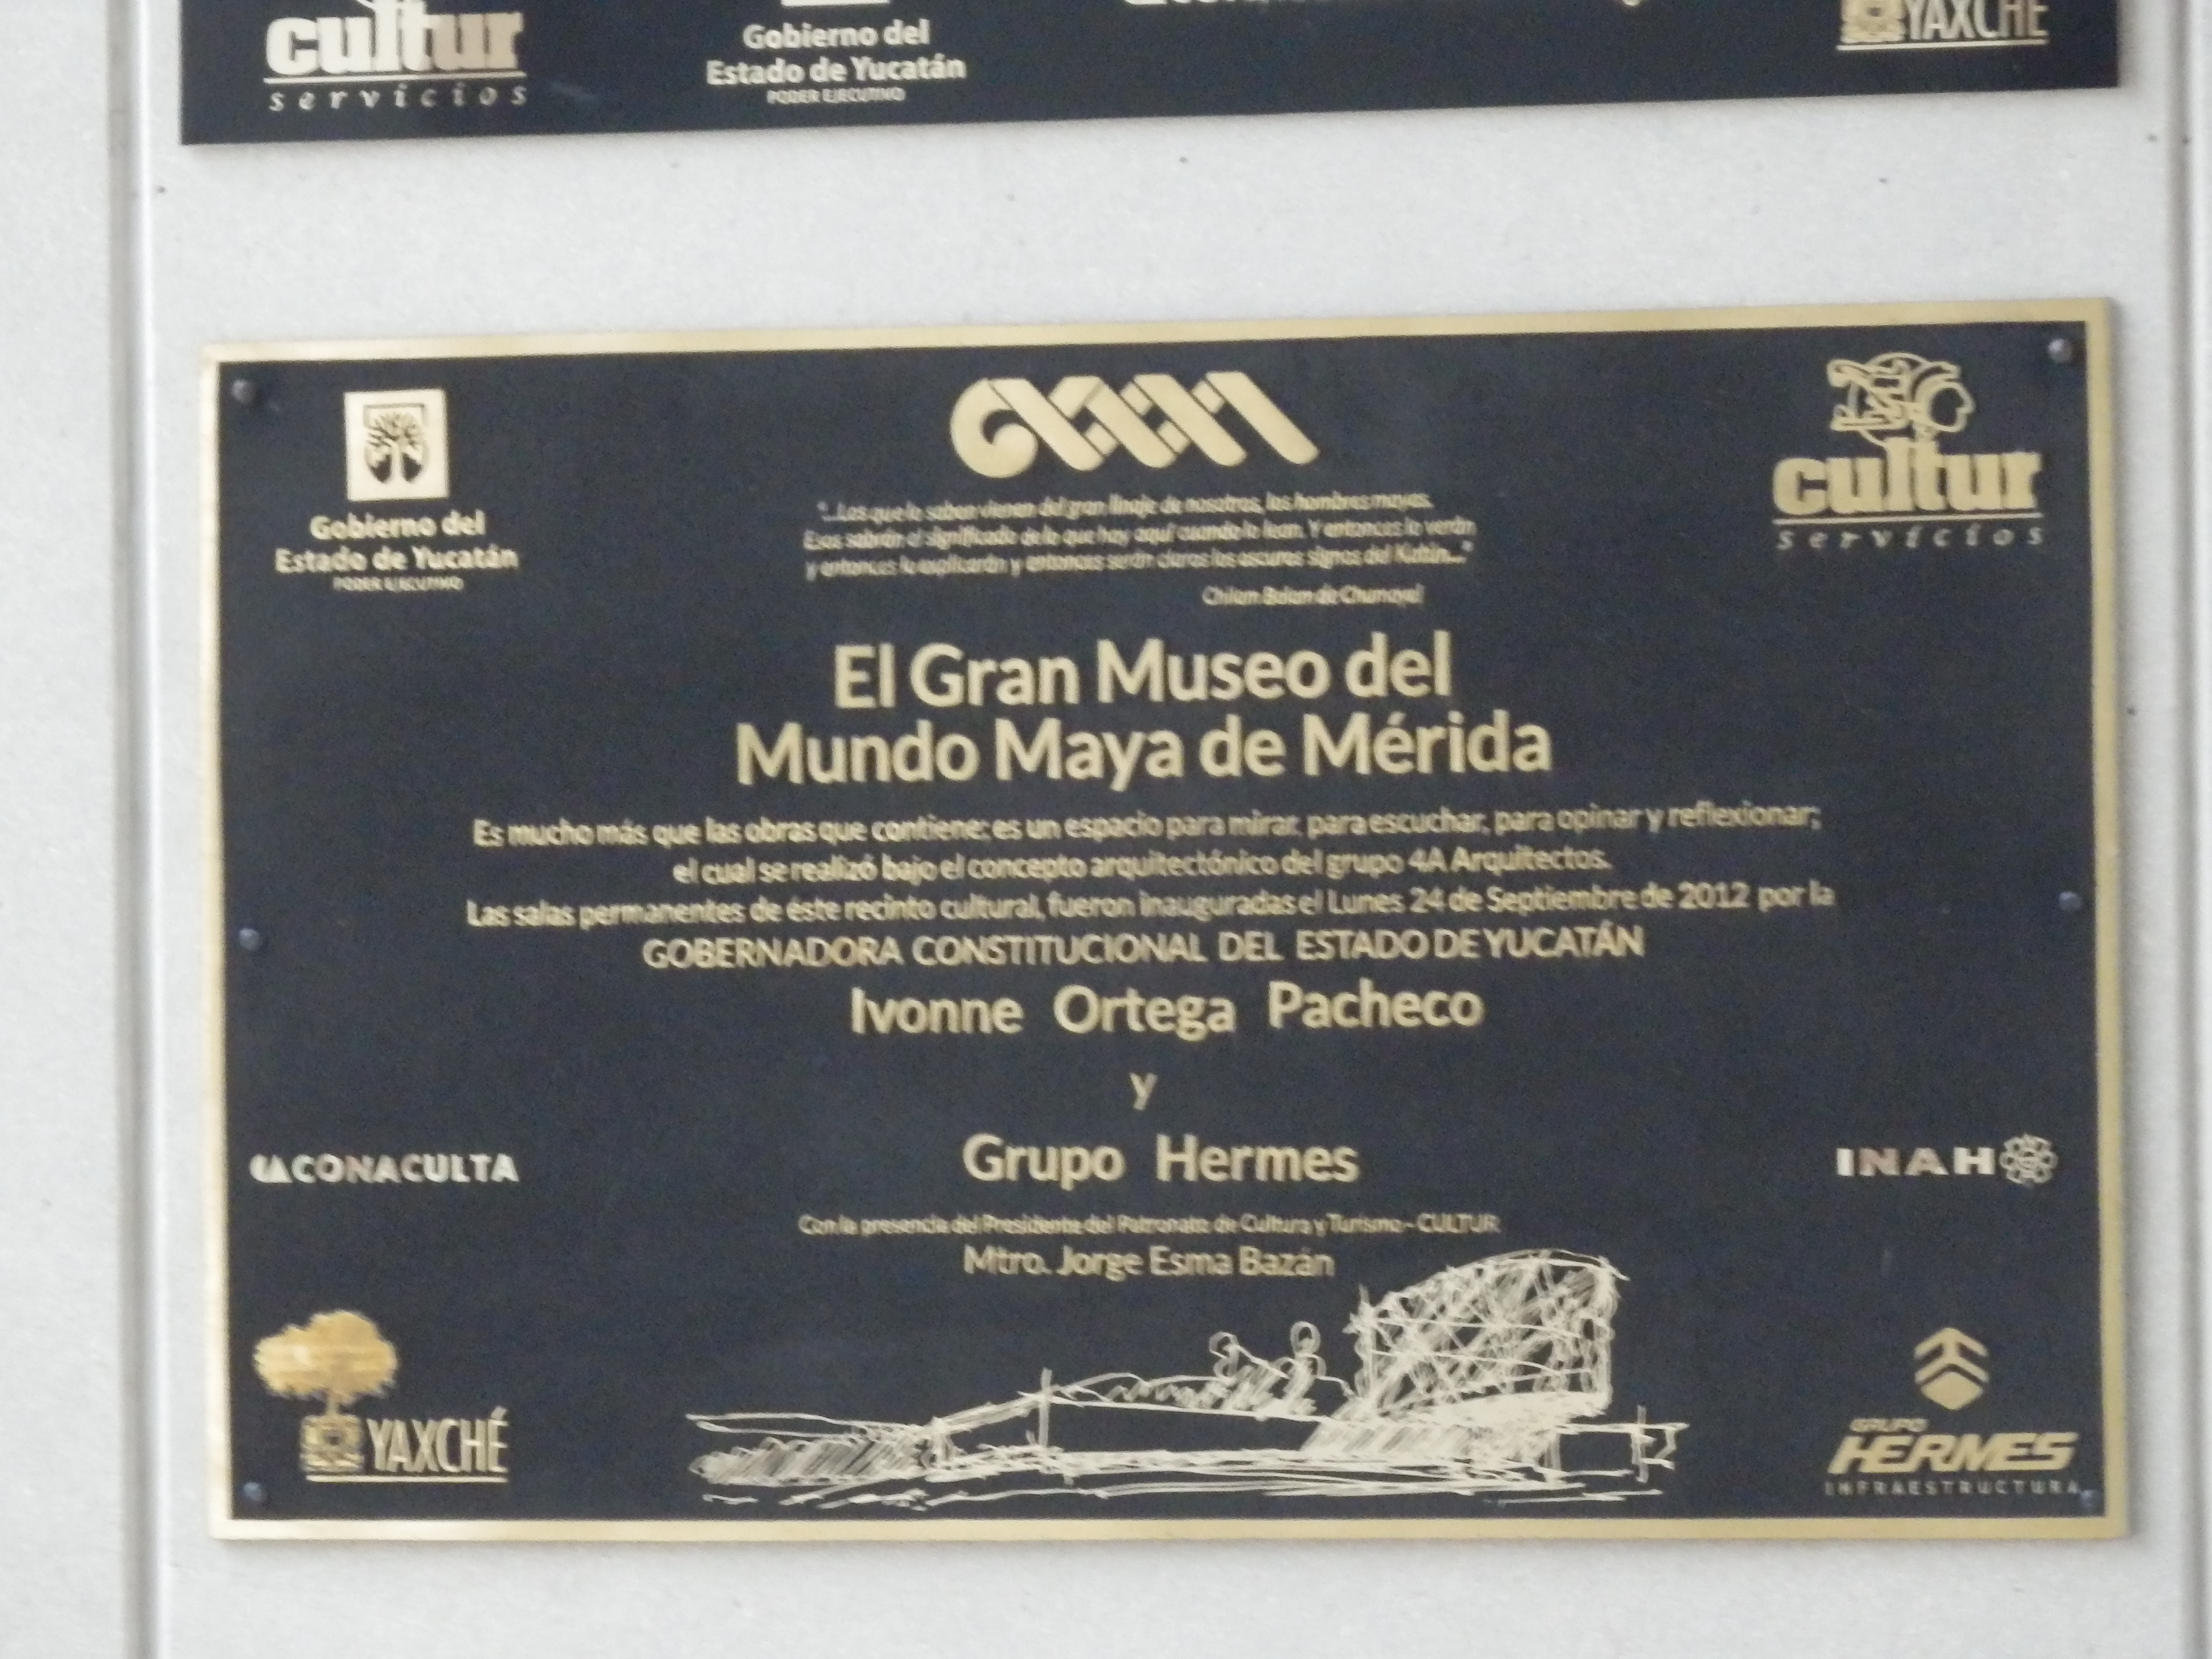 cultur
servicios
Gobierno del
Estado de Yucatán
PODER EJECUTIVO
YAXCHÉ
Gobierno del
Estado de Yucatán
PODER EJECUTIVO
cultur
servicios
"...Los que lo saben vienen del gran linaje de nosotros, los hombres mayas.
Esos sabrán el significado de lo que hay aquí cuando lo lean. Y entonces lo verán
y entonces lo explicarán y entonces serán claros los oscuros signos del Katún..."
Chilam Balam de Chumayel
El Gran Museo del
Mundo Maya de Mérida
Es mucho más que las obras que contiene; es un espacio para mirar, para escuchar, para opinar y reflexionar;
el cual se realizó bajo el concepto arquitectónico del grupo 4A Arquitectos.
Las salas permanentes de éste recinto cultural, fueron inauguradas el Lunes 24 de Septiembre de 2012 por la
GOBERNADORA CONSTITUCIONAL DEL ESTADO DE YUCATÁN
Ivonne Ortega Pacheco
y
Grupo Hermes
CONACULTA
INAH
Con la presencia del Presidente del Patronato de Cultura y Turismo - CULTUR
Mtro. Jorge Esma Bazán
YAXCHÉ
GRUPO
HERMES
INFRAESTRUCTURA